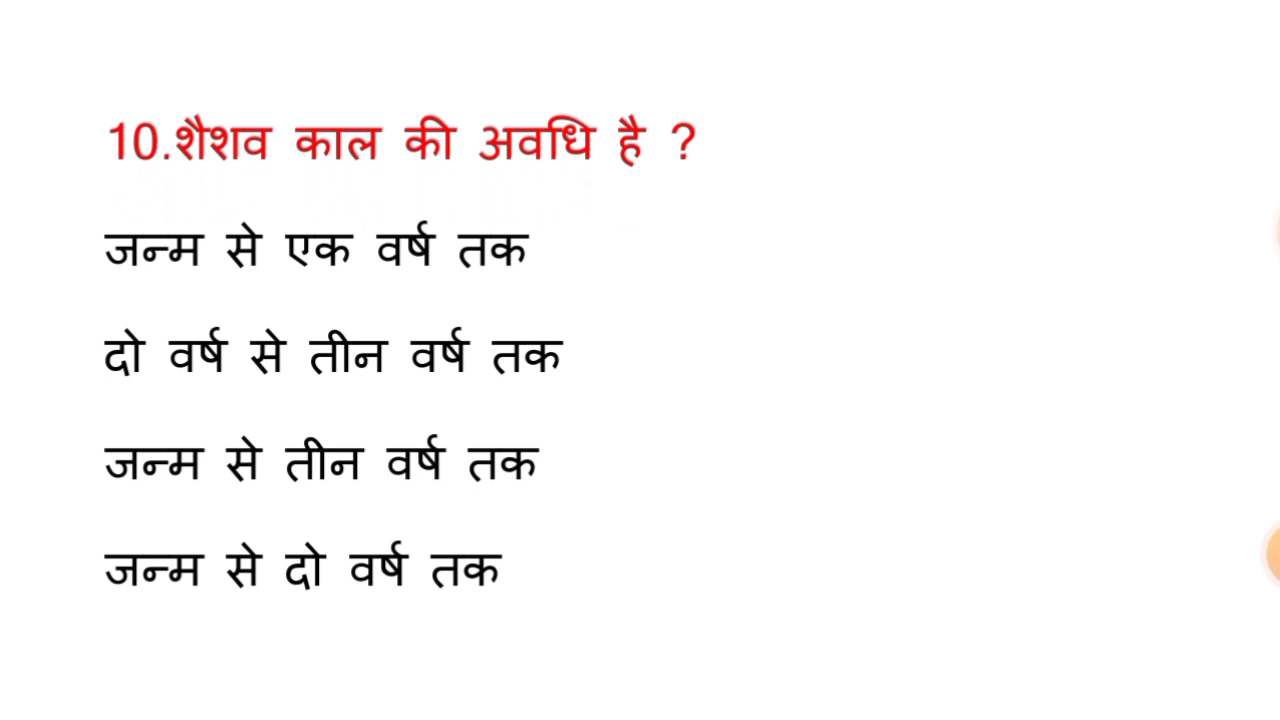 10.शैशव काल की अवधि है ?
जन्म से एक वर्ष तक
दो वर्ष से तीन वर्ष तक
जन्म से तीन वर्ष तक
जन्म से दो वर्ष तक